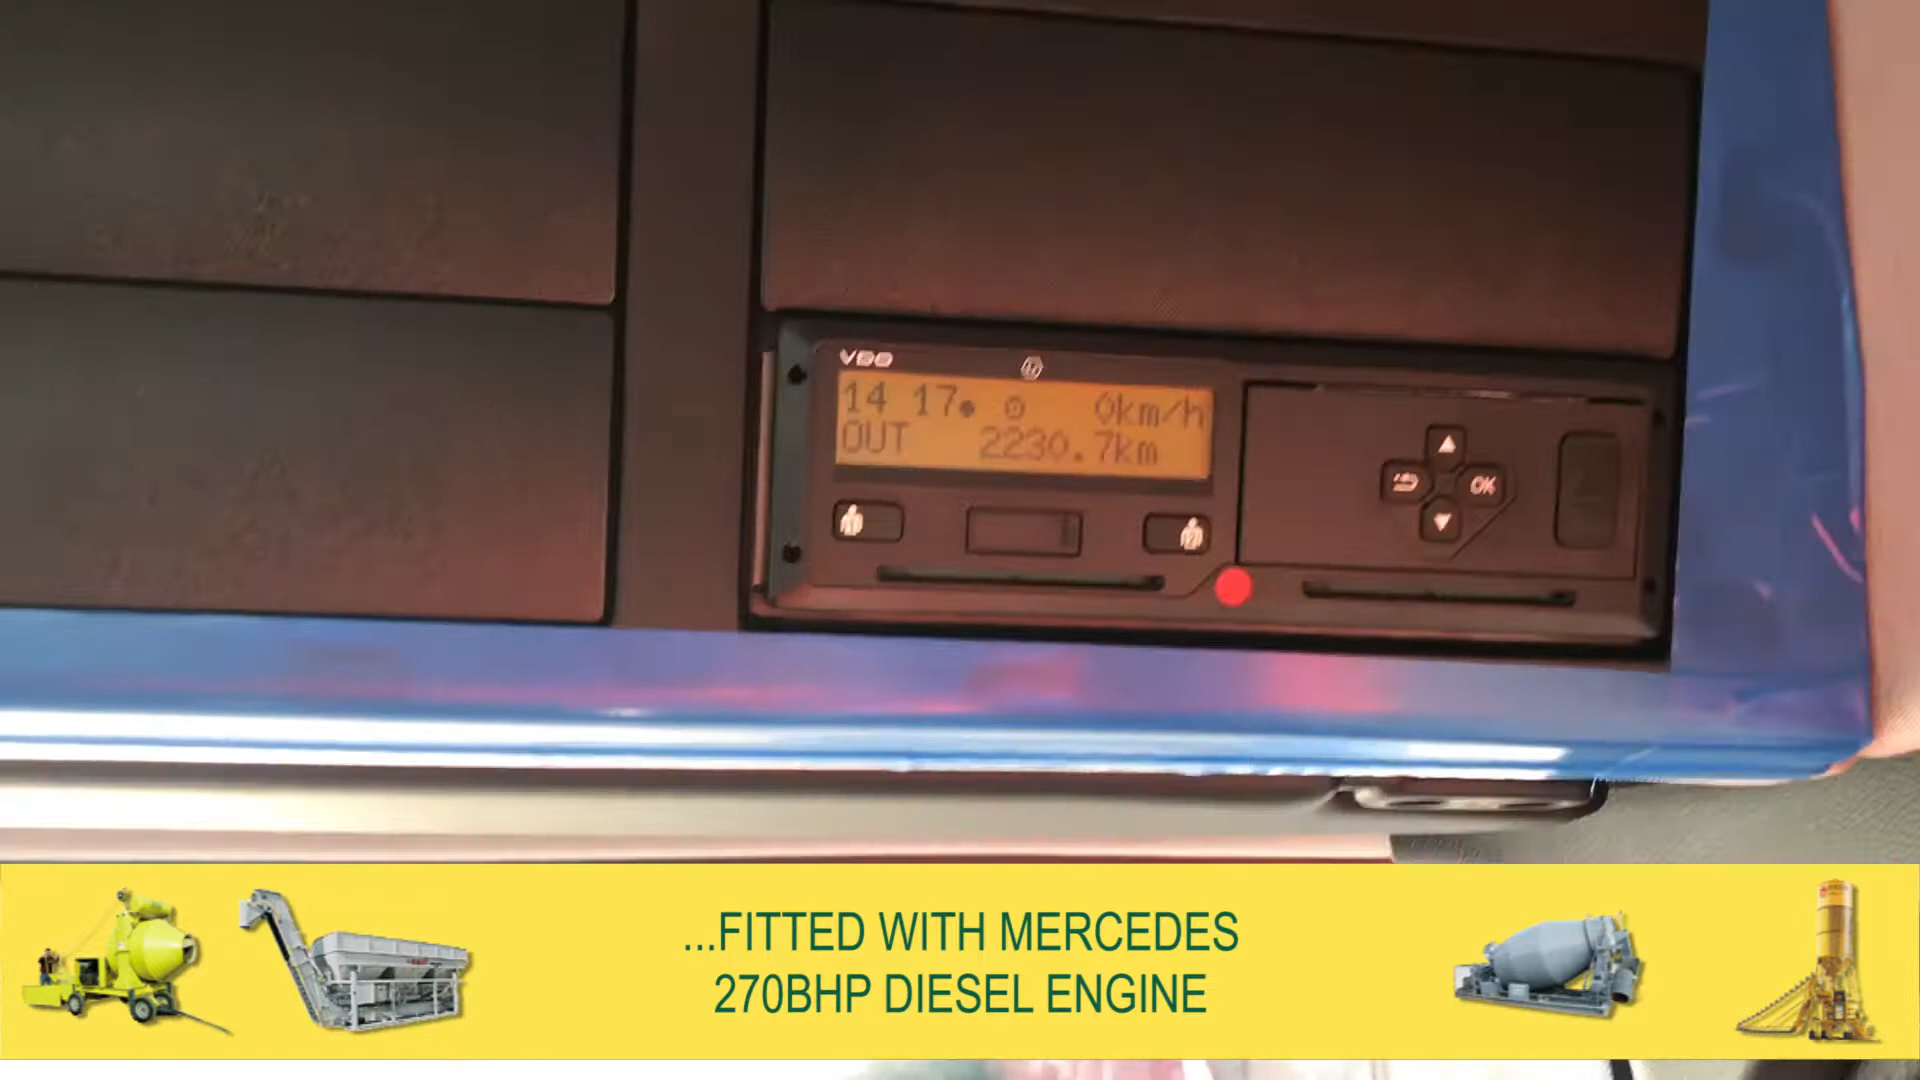 VDO
14 17• 0km/h
OUT 2230.7km
OK
...FITTED WITH MERCEDES
270BHP DIESEL ENGINE